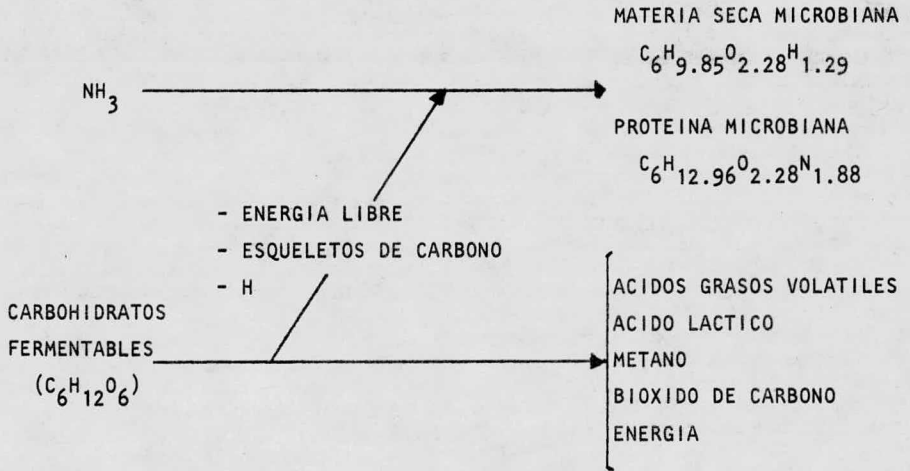 MATERIA SECA MICROBIANA
C6H9.85O2.28H1.29
NH3
PROTEINA MICROBIANA
C6H12.96O2.28N1.88
- ENERGIA LIBRE
- ESQUELETOS DE CARBONO
- H
CARBOHIDRATOS
FERMENTABLES
(C6H12O6)
ACIDOS GRASOS VOLATILES
ACIDO LACTICO
METANO
BIOXIDO DE CARBONO
ENERGIA